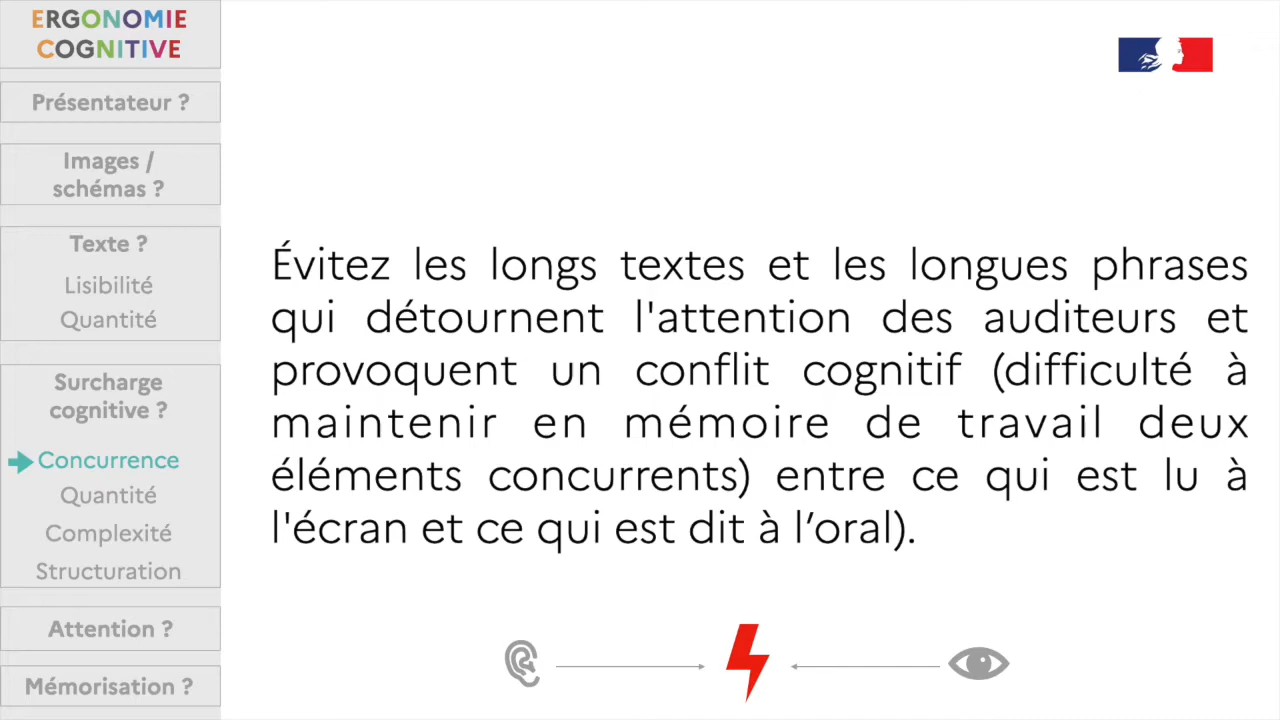 ERGONOMIE
COGNITIVE
Présentateur ?
Images /
schémas ?
Texte ?
Lisibilité
Quantité
Surcharge
cognitive ?
Concurrence
Quantité
Complexité
Structuration
Attention ?
Mémorisation ?
Évitez les longs textes et les longues phrases
qui détournent l'attention des auditeurs et
provoquent un conflit cognitif (difficulté à
maintenir en mémoire de travail deux
éléments concurrents) entre ce qui est lu à
l'écran et ce qui est dit à l’oral).